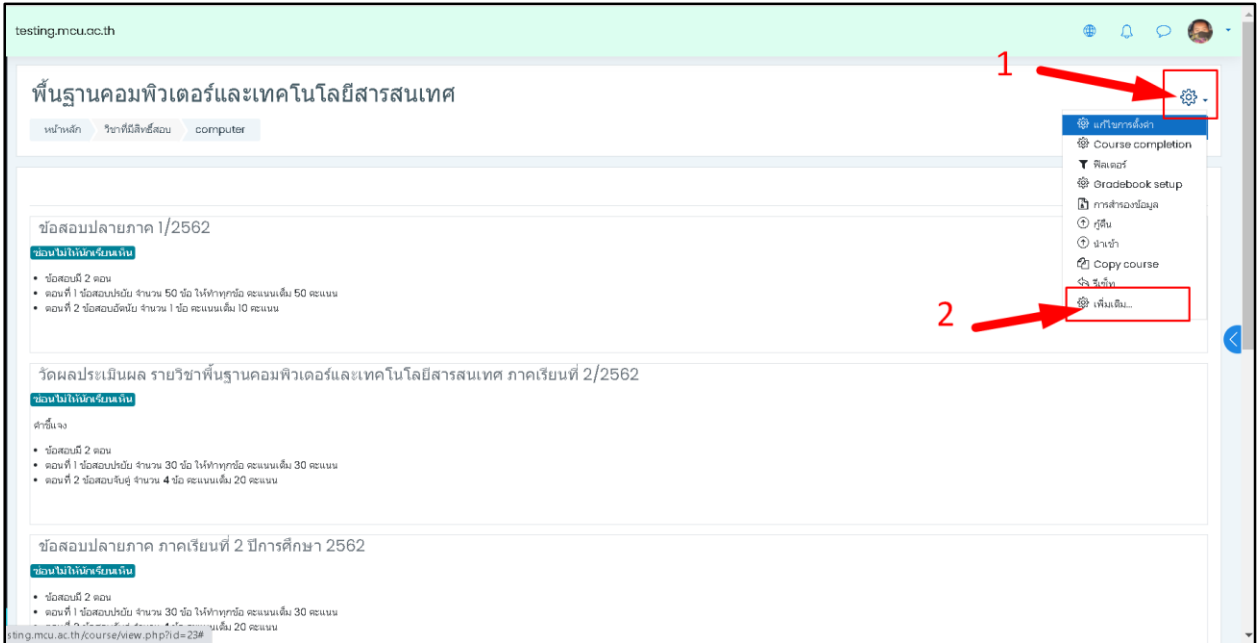 testing.mcu.ac.th
1
พื้นฐานคอมพิวเตอร์และเทคโนโลยีสารสนเทศ
หน้าหลัก วิชาที่มีสิทธิ์สอบ computer
แก้ไขการตั้งค่า
Course completion
ฟิลเตอร์
Gradebook setup
การสำรองข้อมูล
กู้คืน
นำเข้า
Copy course
รีเซ็ท
2
เพิ่มเติม...
ข้อสอบปลายภาค 1/2562
ซ่อนไม่ให้นักเรียนเห็น
• ข้อสอบมี 2 ตอน
• ตอนที่ 1 ข้อสอบปรนัย จำนวน 50 ข้อ ให้ทำทุกข้อ คะแนนเต็ม 50 คะแนน
• ตอนที่ 2 ข้อสอบอัตนัย จำนวน 1 ข้อ คะแนนเต็ม 10 คะแนน
วัดผลประเมินผล รายวิชาพื้นฐานคอมพิวเตอร์และเทคโนโลยีสารสนเทศ ภาคเรียนที่ 2/2562
ซ่อนไม่ให้นักเรียนเห็น
คำชี้แจง
• ข้อสอบมี 2 ตอน
• ตอนที่ 1 ข้อสอบปรนัย จำนวน 30 ข้อ ให้ทำทุกข้อ คะแนนเต็ม 30 คะแนน
• ตอนที่ 2 ข้อสอบจับคู่ จำนวน 4 ข้อ คะแนนเต็ม 20 คะแนน
ข้อสอบปลายภาค ภาคเรียนที่ 2 ปีการศึกษา 2562
ซ่อนไม่ให้นักเรียนเห็น
• ข้อสอบมี 2 ตอน
• ตอนที่ 1 ข้อสอบปรนัย จำนวน 30 ข้อ ให้ทำทุกข้อ คะแนนเต็ม 30 คะแนน
คะแนนเต็ม 20 คะแนน
sting.mcu.ac.th/course/view.php?id=23#